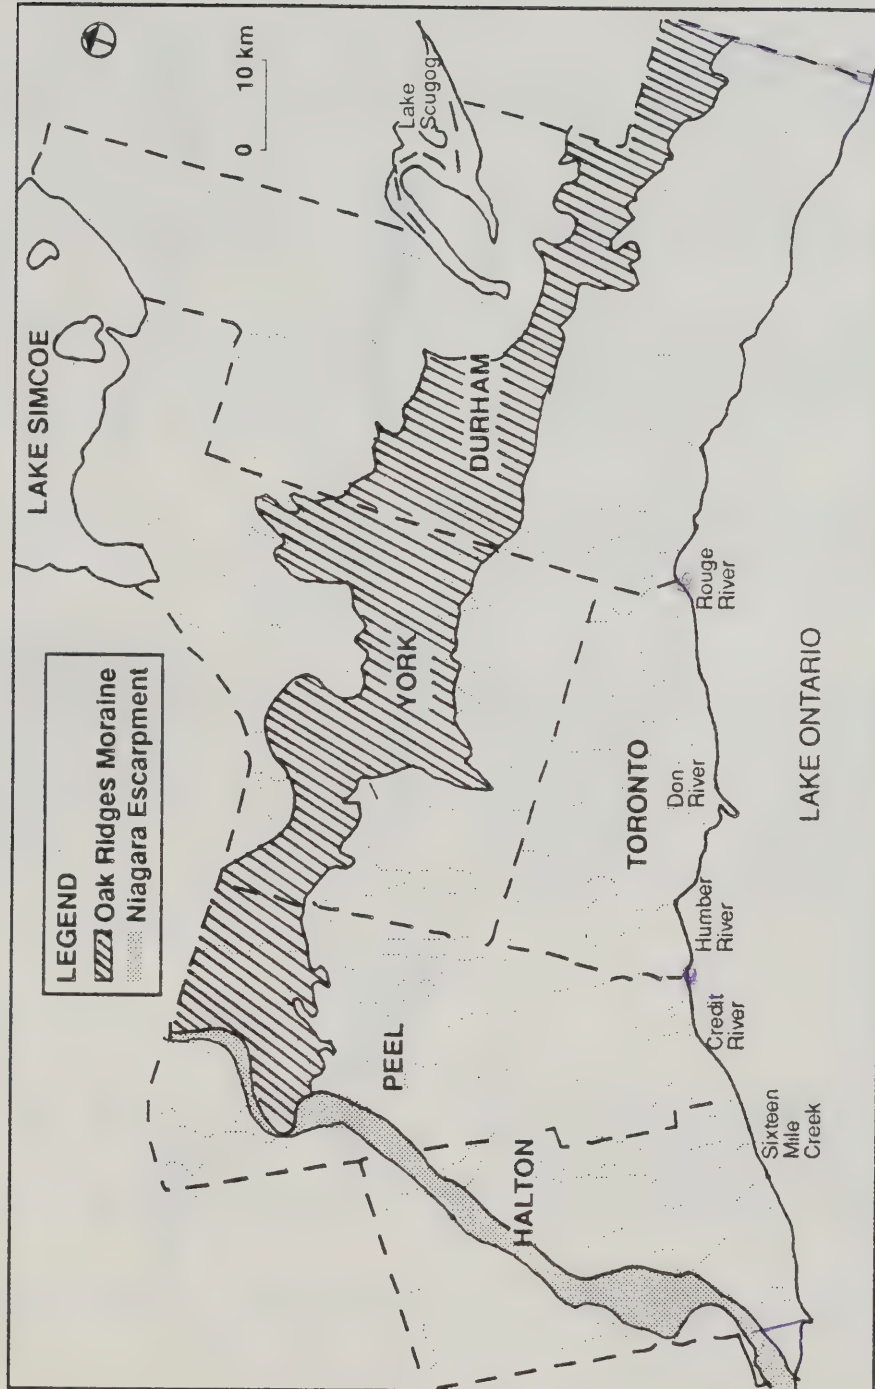 LAKE SIMCOE
0 10 km
Lake
Scugog
LEGEND
Oak Ridges Moraine
Niagara Escarpment
DURHAM
YORK
PEEL
HALTON
TORONTO
Rouge
River
Don
River
Humber
River
Credit
River
Sixteen
Mile
Creek
LAKE ONTARIO